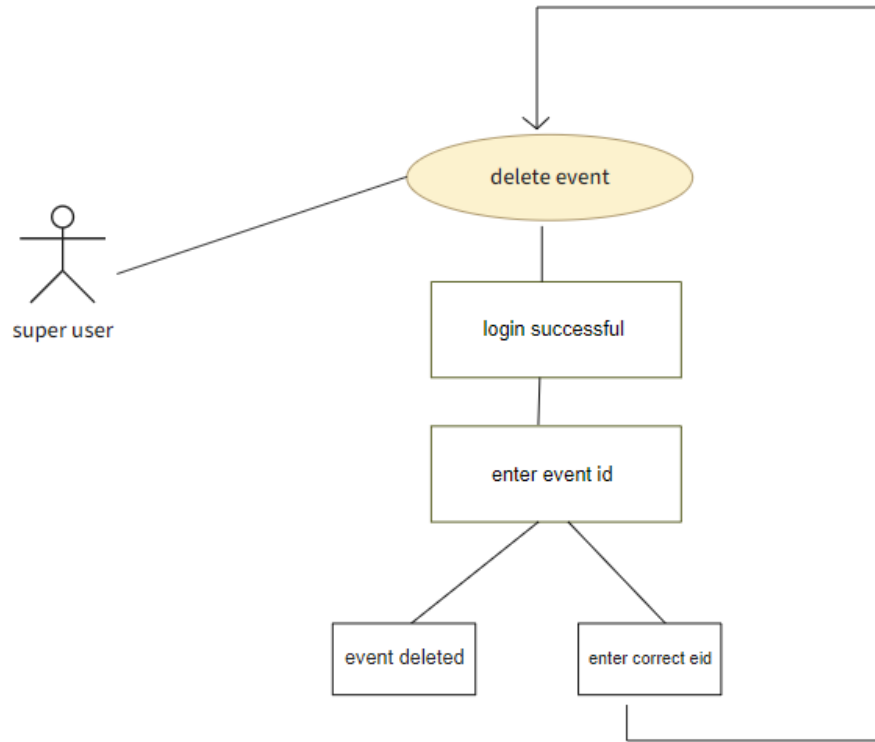 delete event
super user
login successful
enter event id
event deleted
enter correct eid